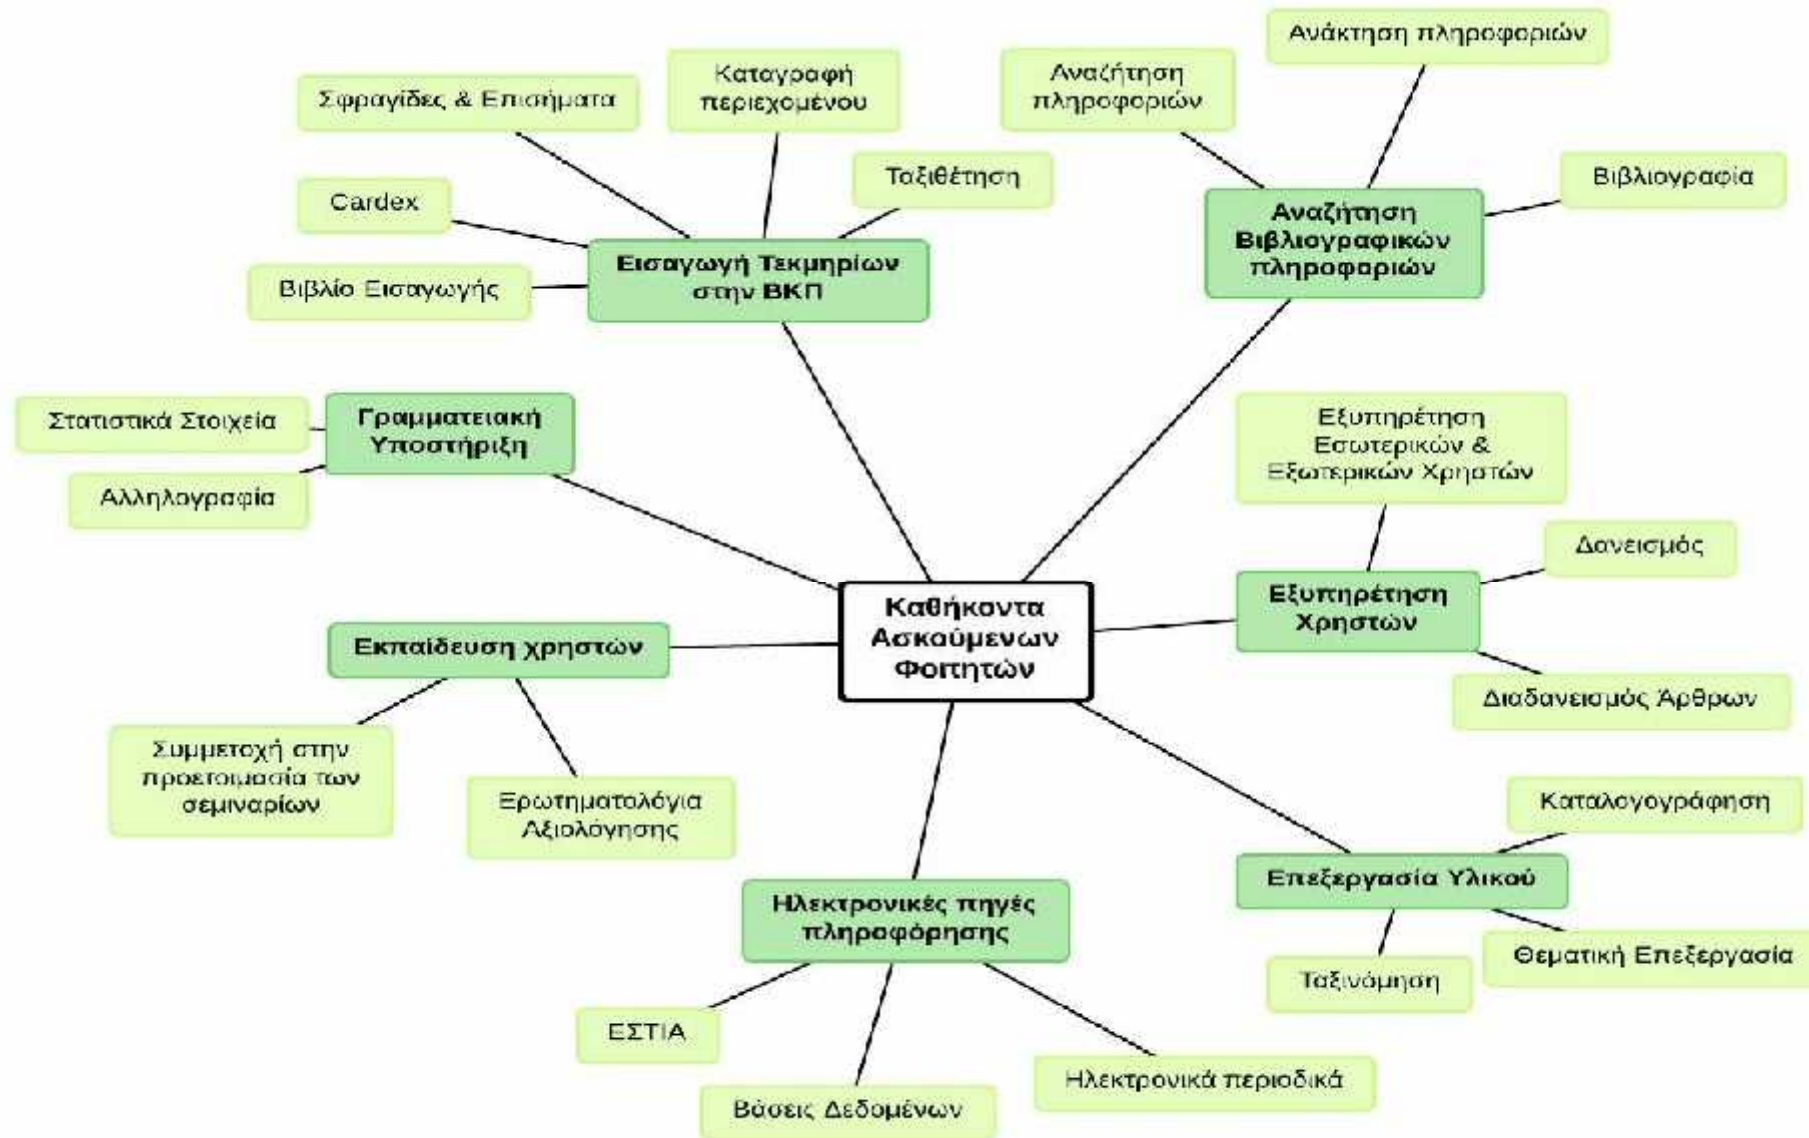 Ανάκτηση πληροφοριών
Αναζήτηση
πληροφοριών
Καταγραφή
περιεχομένου
Σφραγίδες & Επισήματα
Ταξιθέτηση
Βιβλιογραφία
Cardex
Αναζήτηση
Βιβλιογραφικών
πληροφοριών
Εισαγωγή Τεκμηρίων
στην ΒΚΠ
Βιβλίο Εισαγωγής
Γραμματειακή
Υποστήριξη
Στατιστικά Στοιχεία
Αλληλογραφία
Εξυπηρέτηση
Εσωτερικών &
Εξωτερικών Χρηστών
Δανεισμός
Εξυπηρέτηση
Χρηστών
Καθήκοντα
Ασκούμενων
Φοιτητών
Εκπαίδευση χρηστών
Διαδανεισμός Άρθρων
Συμμετοχή στην
προετοιμασία των
σεμιναρίων
Ερωτηματολόγια
Αξιολόγησης
Καταλογογράφηση
Επεξεργασία Υλικού
Ηλεκτρονικές πηγές
πληροφόρησης
Θεματική Επεξεργασία
Ταξινόμηση
ΕΣΤΙΑ
Ηλεκτρονικά περιοδικά
Βάσεις Δεδομένων